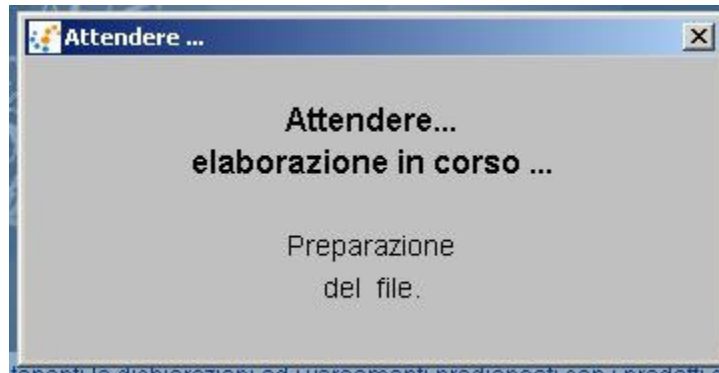 Attendere ...
Attendere...
elaborazione in corso ...
Preparazione
del file.